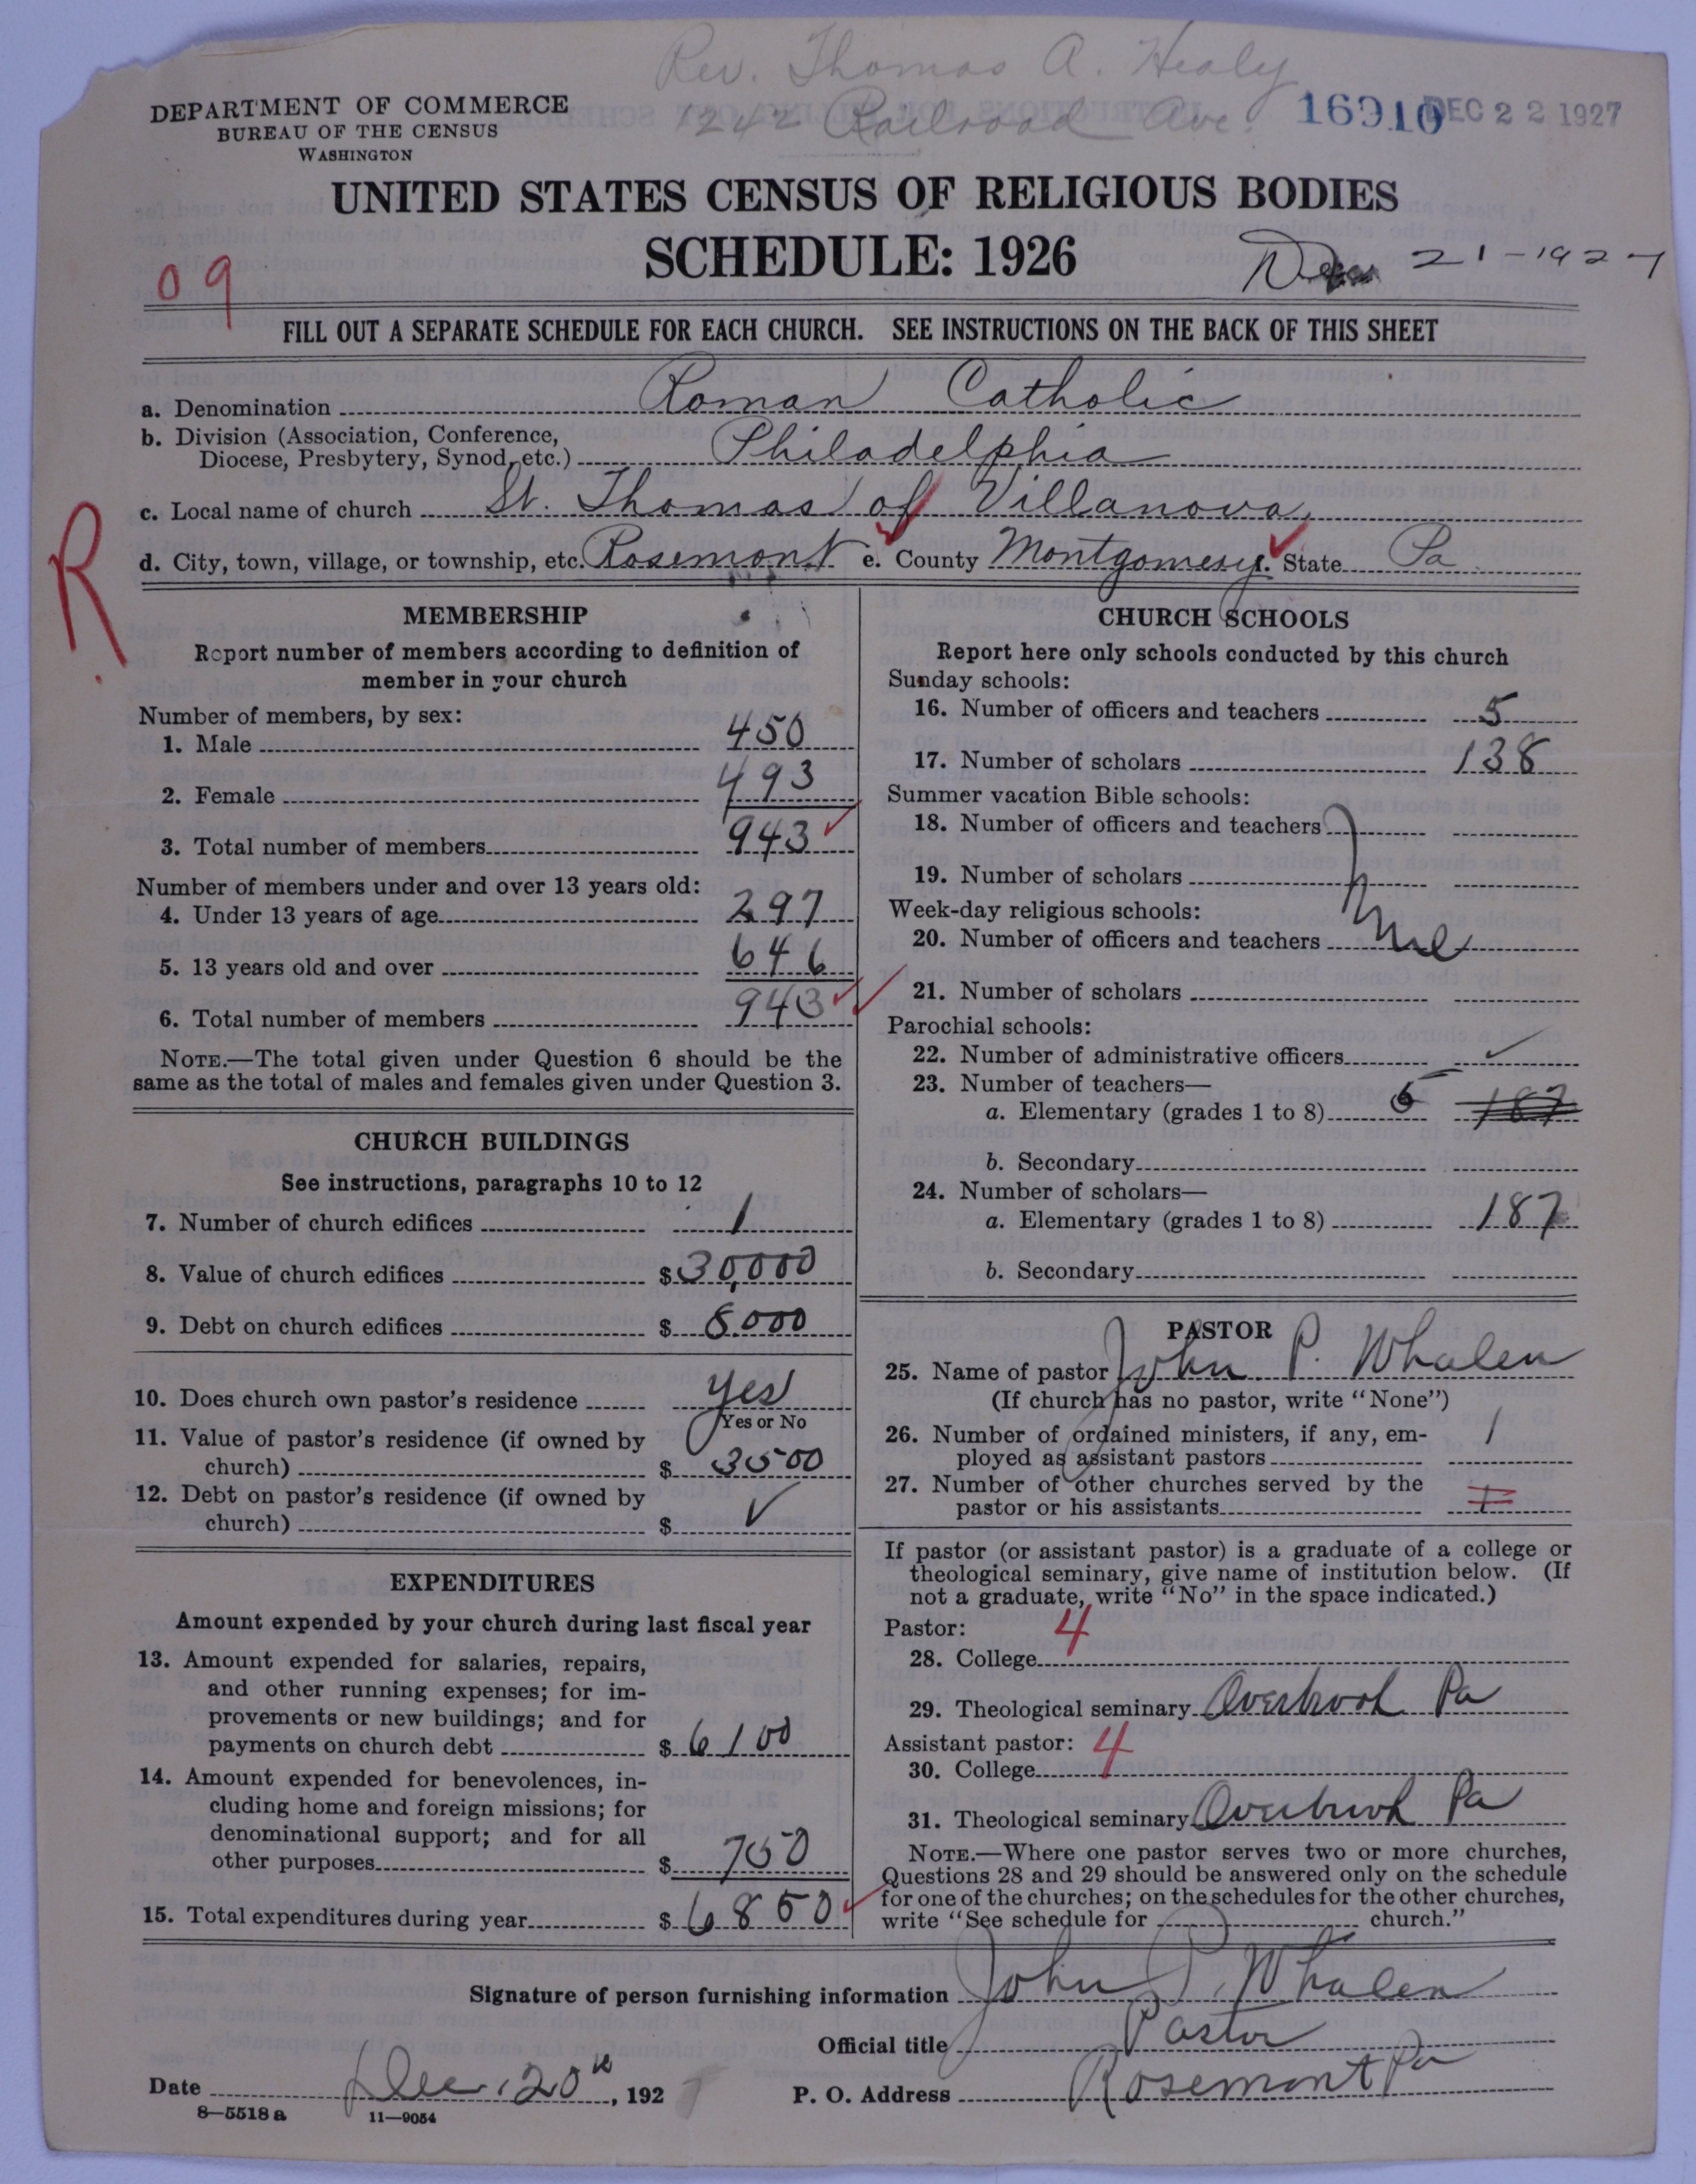 Rev. Thomas A. Healy
1242 Railroad Ave.
16910 DEC 22 1927
DEPARTMENT OF COMMERCE
BUREAU OF THE CENSUS
WASHINGTON
UNITED STATES CENSUS OF RELIGIOUS BODIES
SCHEDULE: 1926
21-1927
09
FILL OUT A SEPARATE SCHEDULE FOR EACH CHURCH. SEE INSTRUCTIONS ON THE BACK OF THIS SHEET
a. Denomination Roman Catholic
b. Division (Association, Conference,
Diocese, Presbytery, Synod, etc.) Philadelphia
c. Local name of church St. Thomas of Villanova,
R
d. City, town, village, or township, etc. Rosemont e. County Montgomery f. State Pa
MEMBERSHIP
Report number of members according to definition of
member in your church
Number of members, by sex:
1. Male 450
2. Female 493
3. Total number of members 943
Number of members under and over 13 years old:
4. Under 13 years of age 297
5. 13 years old and over 646
6. Total number of members 943
NOTE.—The total given under Question 6 should be the
same as the total of males and females given under Question 3.
CHURCH BUILDINGS
See instructions, paragraphs 10 to 12
7. Number of church edifices 1
8. Value of church edifices $30,000
9. Debt on church edifices $ 8.000
10. Does church own pastor's residence yes
Yes or No
11. Value of pastor's residence (if owned by
church) $ 3500
12. Debt on pastor's residence (if owned by
church) $ ✓
EXPENDITURES
Amount expended by your church during last fiscal year
13. Amount expended for salaries, repairs,
and other running expenses; for im-
provements or new buildings; and for
payments on church debt $ 6100
14. Amount expended for benevolences, in-
cluding home and foreign missions; for
denominational support; and for all
other purposes $ 750
15. Total expenditures during year $ 6850
CHURCH SCHOOLS
Report here only schools conducted by this church
Sunday schools:
16. Number of officers and teachers 5
17. Number of scholars 138
Summer vacation Bible schools:
18. Number of officers and teachers
19. Number of scholars
Week-day religious schools:
20. Number of officers and teachers
21. Number of scholars
Parochial schools:
22. Number of administrative officers ✓
23. Number of teachers—
a. Elementary (grades 1 to 8) 6 187
b. Secondary
24. Number of scholars—
a. Elementary (grades 1 to 8) 187
b. Secondary
PASTOR
25. Name of pastor John P. Whalen
(If church has no pastor, write "None")
26. Number of ordained ministers, if any, em-
ployed as assistant pastors 1
27. Number of other churches served by the
pastor or his assistants 1
If pastor (or assistant pastor) is a graduate of a college or
theological seminary, give name of institution below. (If
not a graduate, write "No" in the space indicated.)
Pastor: 4
28. College
29. Theological seminary Overbrook Pa
Assistant pastor: 4
30. College
31. Theological seminary Overbrook Pa
NOTE.—Where one pastor serves two or more churches,
Questions 28 and 29 should be answered only on the schedule
for one of the churches; on the schedules for the other churches,
write "See schedule for church."
Signature of person furnishing information John P. Whalen
Official title Pastor
Date Dec. 20th, 1927
P. O. Address Rosemont Pa
8—5518 a 11—9054